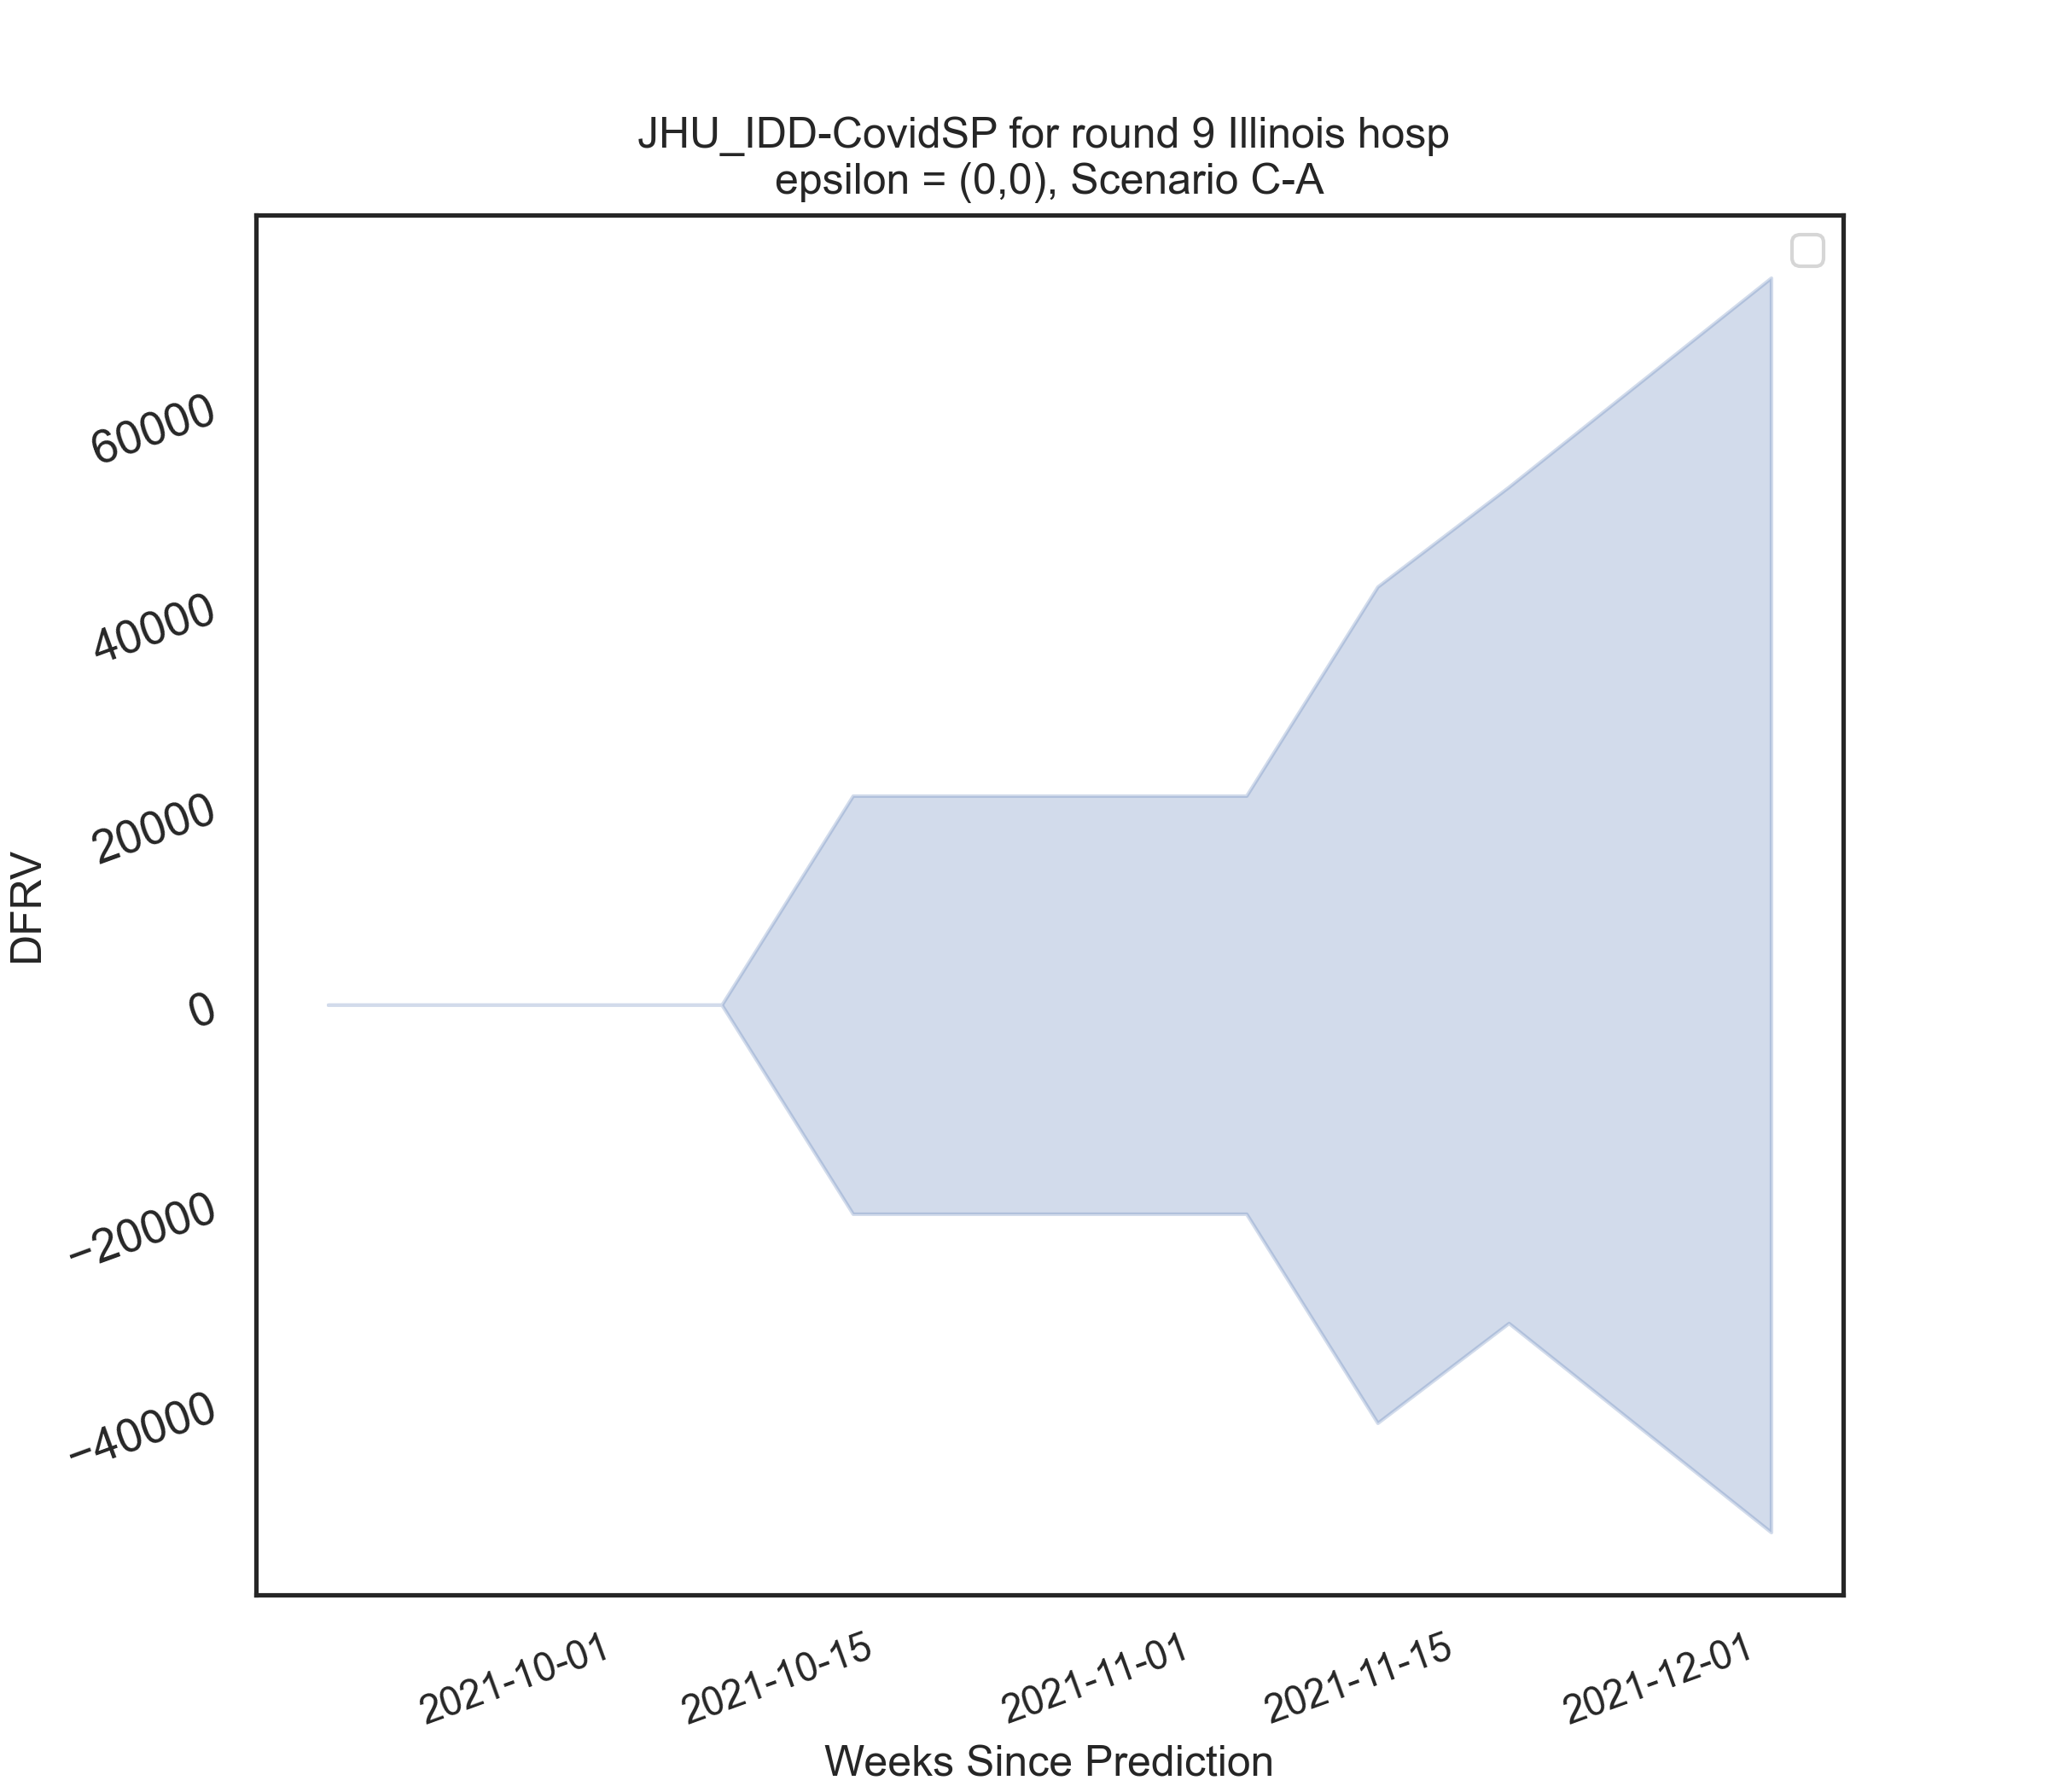 JHU_IDD-CovidSP for round 9 Illinois hosp
epsilon = (0,0), Scenario C-A
60000
40000
20000
0
−20000
−40000
DFRV
2021-10-01
2021-10-15
2021-11-01
2021-11-15
2021-12-01
Weeks Since Prediction